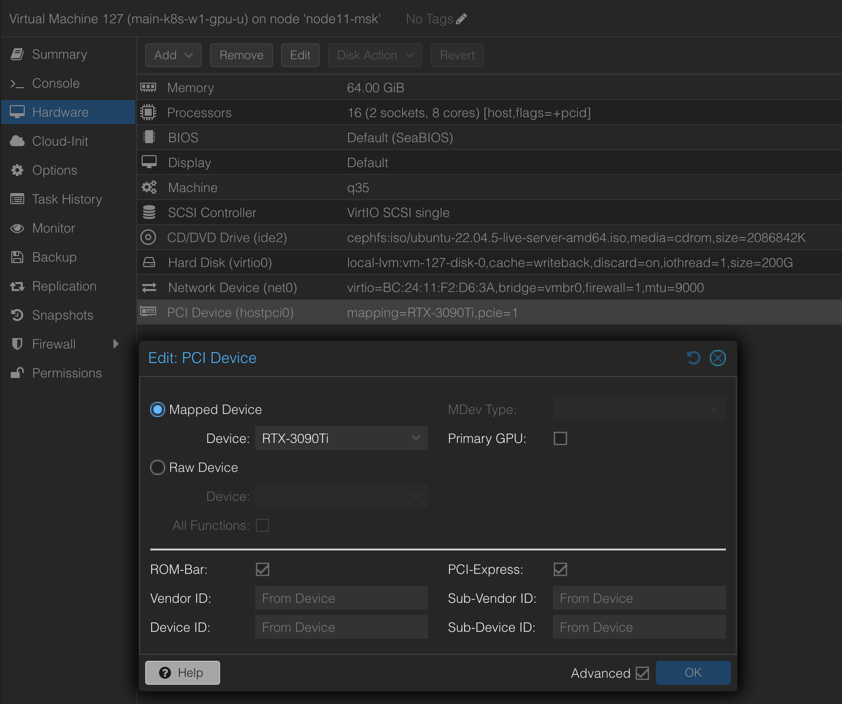 Virtual Machine 127 (main-k8s-w1-gpu-u) on node 'node11-msk' No Tags
Summary
Console
Hardware
Cloud-Init
Options
Task History
Monitor
Backup
Replication
Snapshots
Firewall
Permissions
Add Remove Edit Disk Action Revert
Memory 64.00 GiB
Processors 16 (2 sockets, 8 cores) [host,flags=+pcid]
BIOS Default (SeaBIOS)
Display Default
Machine q35
SCSI Controller VirtIO SCSI single
CD/DVD Drive (ide2) cephfs:iso/ubuntu-22.04.5-live-server-amd64.iso,media=cdrom,size=2086842K
Hard Disk (virtio0) local-lvm:vm-127-disk-0,cache=writeback,discard=on,iothread=1,size=200G
Network Device (net0) virtio=BC:24:11:F2:D6:3A,bridge=vmbr0,firewall=1,mtu=9000
PCI Device (hostpci0) mapping=RTX-3090Ti,pcie=1
Edit: PCI Device
Mapped Device MDev Type:
Device: RTX-3090Ti Primary GPU:
Raw Device
Device:
All Functions:
ROM-Bar: PCI-Express:
Vendor ID: From Device Sub-Vendor ID: From Device
Device ID: From Device Sub-Device ID: From Device
Help Advanced OK